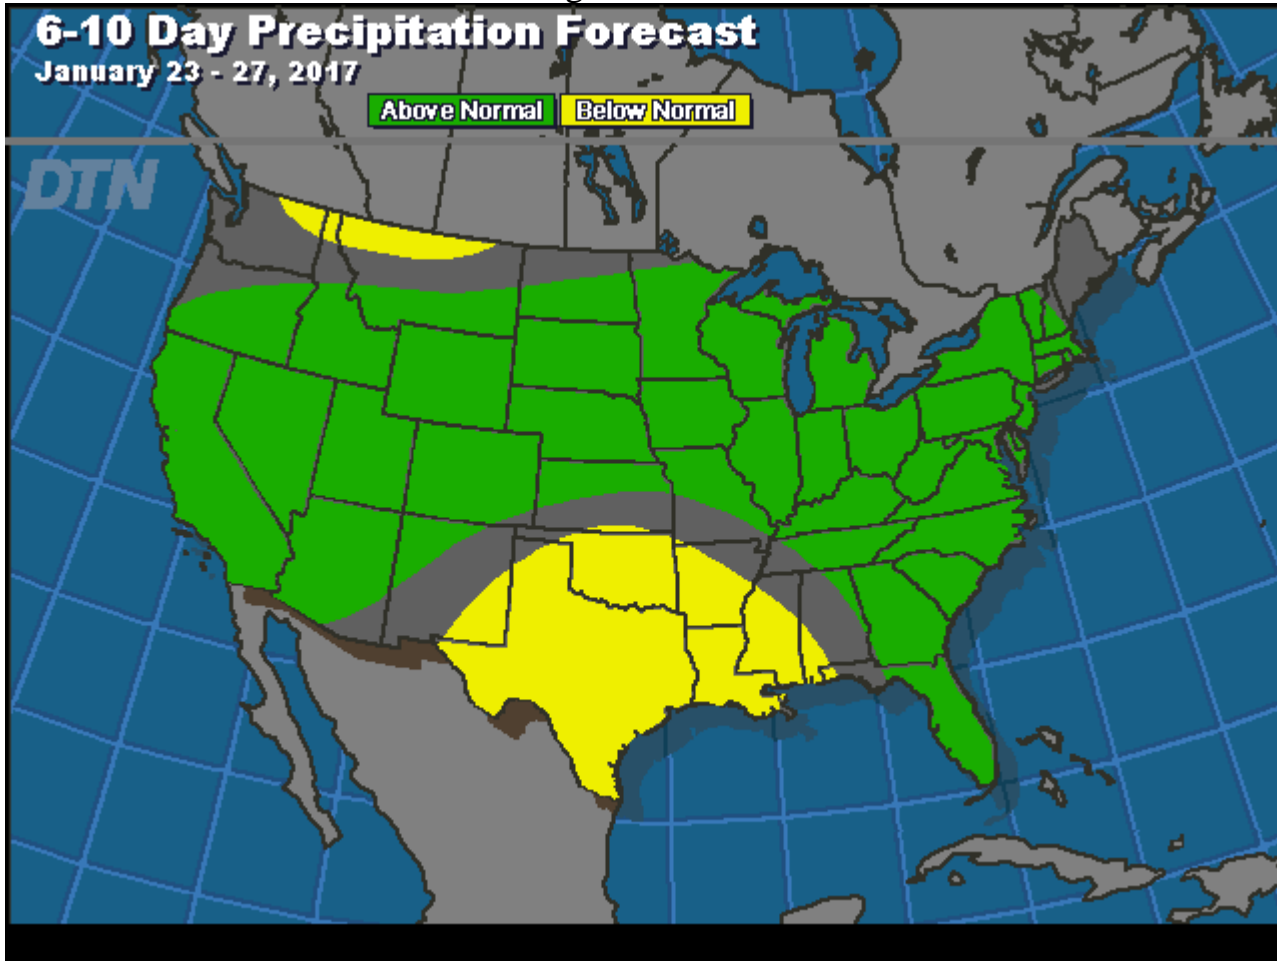 6-10 Day Precipitation Forecast
January 23 - 27, 2017
Above Normal Below Normal
DTN